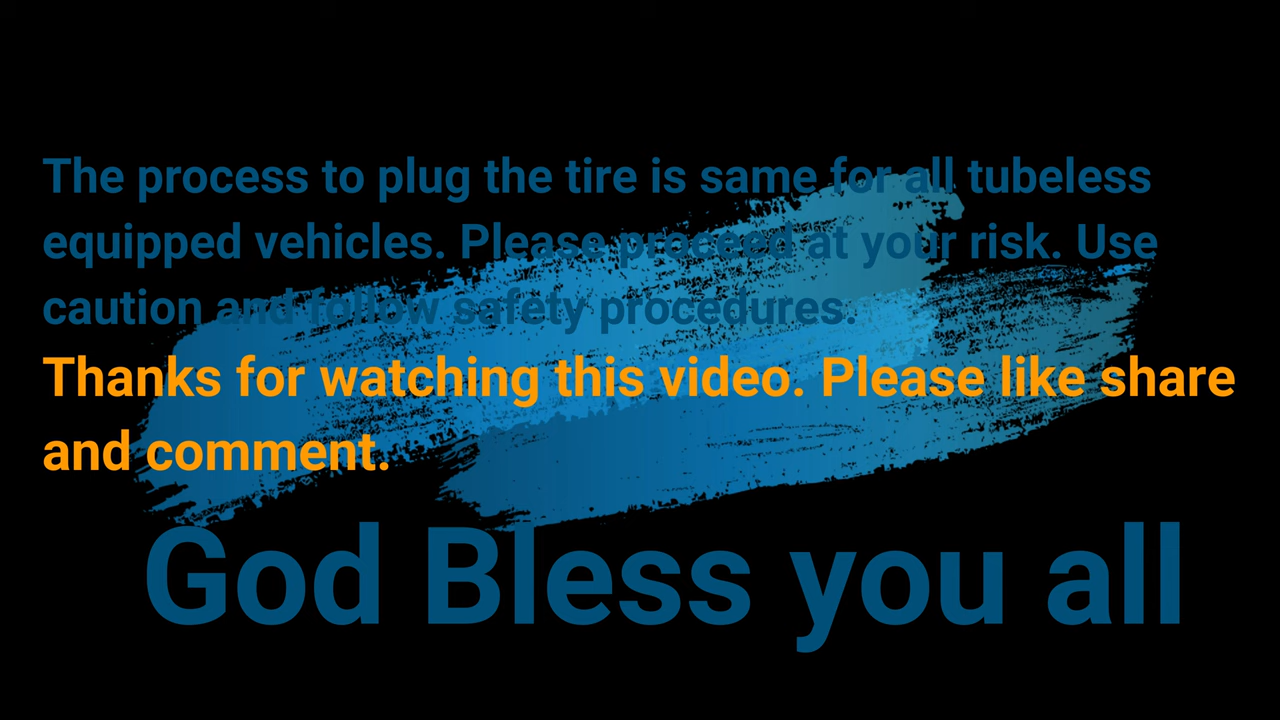 The process to plug the tire is same for all tubeless
equipped vehicles. Please proceed at your risk. Use
caution and follow safety procedures.
Thanks for watching this video. Please like share
and comment.
God Bless you all